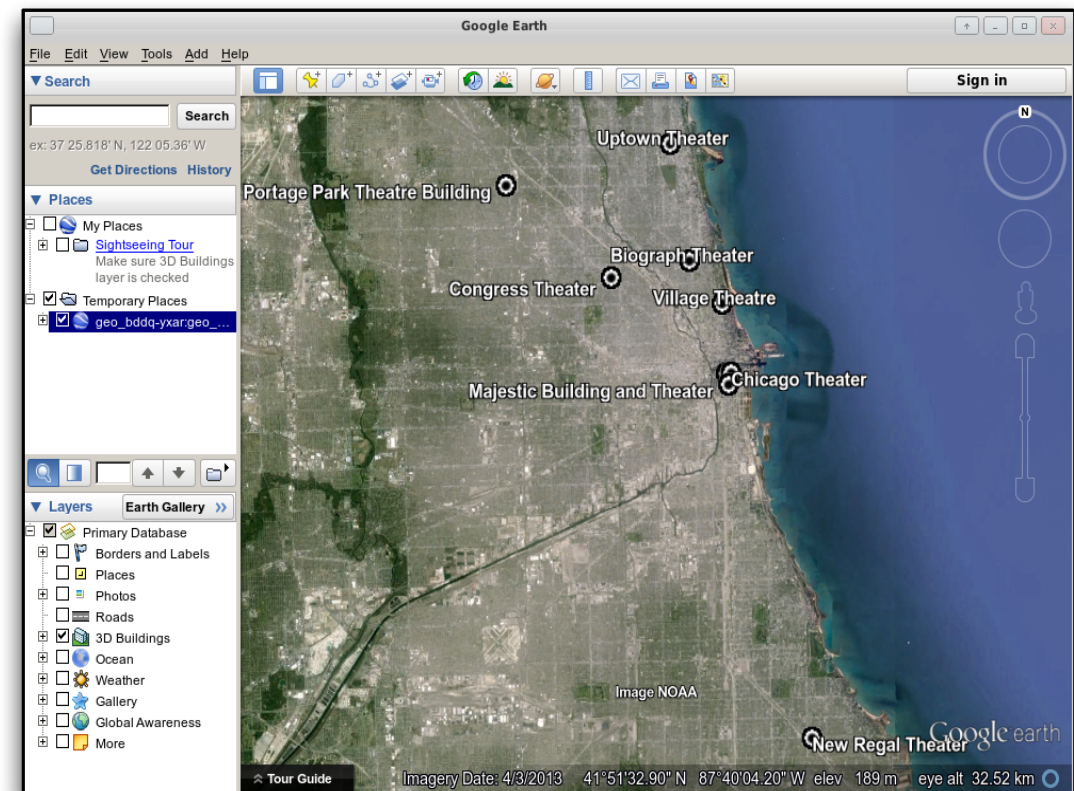 Google Earth
File Edit View Tools Add Help
Search
Sign in
Search
ex: 37 25.818' N, 122 05.36' W
Get Directions History
Places
My Places
Sightseeing Tour
Make sure 3D Buildings
layer is checked
Temporary Places
geo_bddq-yxar:geo_...
Layers
Earth Gallery >>
Primary Database
Borders and Labels
Places
Photos
Roads
3D Buildings
Ocean
Weather
Gallery
Global Awareness
More
N
Uptown Theater
Portage Park Theatre Building
Biograph Theater
Congress Theater
Village Theatre
Chicago Theater
Majestic Building and Theater
Image NOAA
New Regal Theater
Google earth
Tour Guide
Imagery Date: 4/3/2013 41°51'32.90" N 87°40'04.20" W elev 189 m eye alt 32.52 km